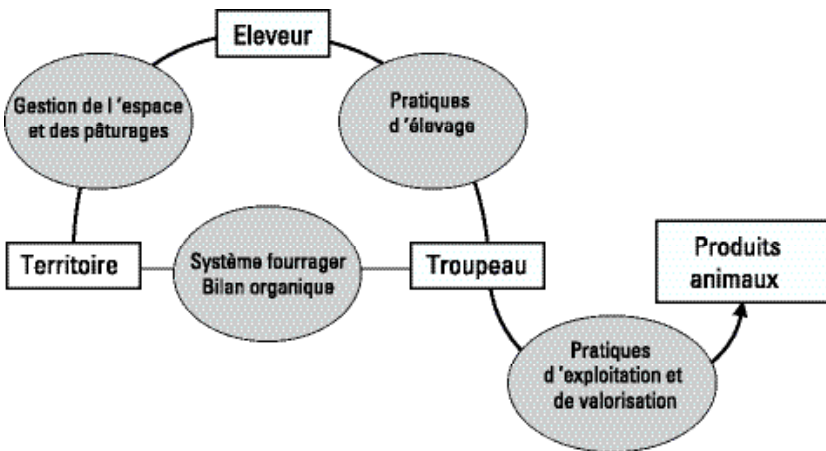 Eleveur
Gestion de l 'espace
et des pâturages
Pratiques
d 'élevage
Territoire
Système fourrager
Bilan organique
Troupeau
Produits
animaux
Pratiques
d 'exploitation et
de valorisation